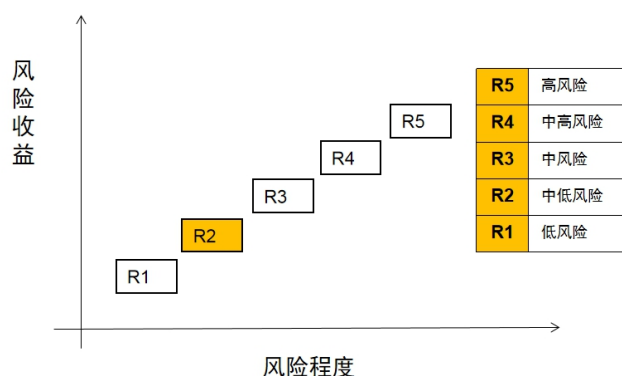 风险收益
R5
R4
R3
R2
R1
风险程度
R5 高风险
R4 中高风险
R3 中风险
R2 中低风险
R1 低风险